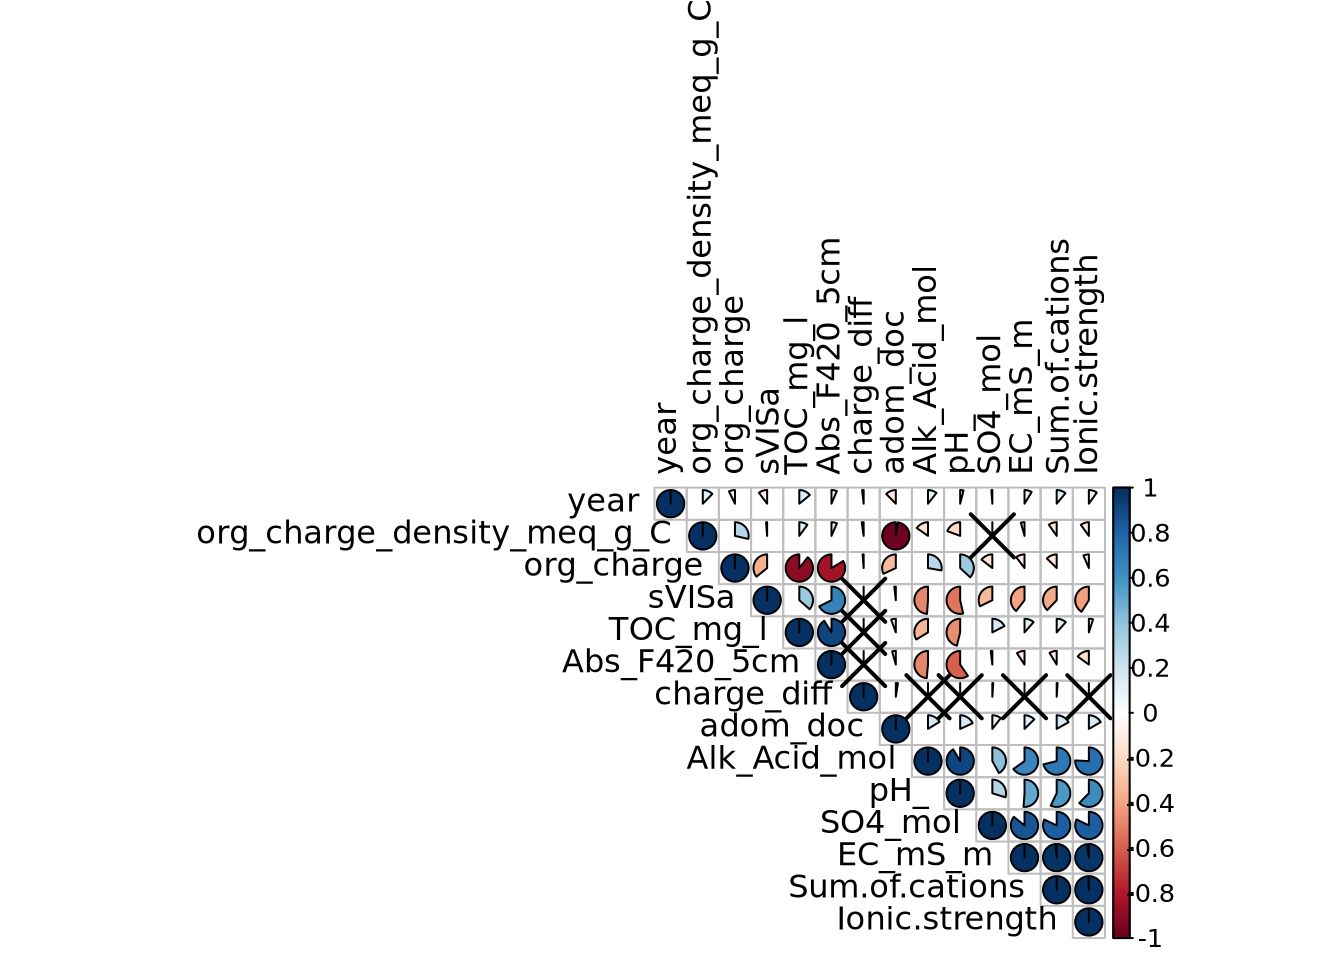 year
org_charge_density_meq_g_C
org_charge
sVISa
TOC_mg_l
Abs_F420_5cm
charge_diff
adom_doc
Alk_Acid_mol
pH_
SO4_mol
EC_mS_m
Sum.of.cations
Ionic.strength
year
org_charge_density_meq_g_C
org_charge
sVISa
TOC_mg_l
Abs_F420_5cm
charge_diff
adom_doc
Alk_Acid_mol
pH_
SO4_mol
EC_mS_m
Sum.of.cations
Ionic.strength
1
0.8
0.6
0.4
0.2
0
-0.2
-0.4
-0.6
-0.8
-1